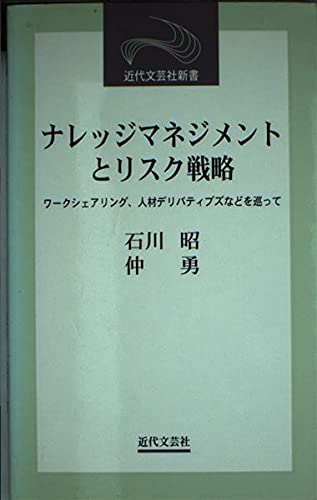 近代文芸社新書
ナレッジマネジメント
とリスク戦略
ワークシェアリング、人材デリバティブズなどを巡って
石川 昭
仲 勇
近代文芸社